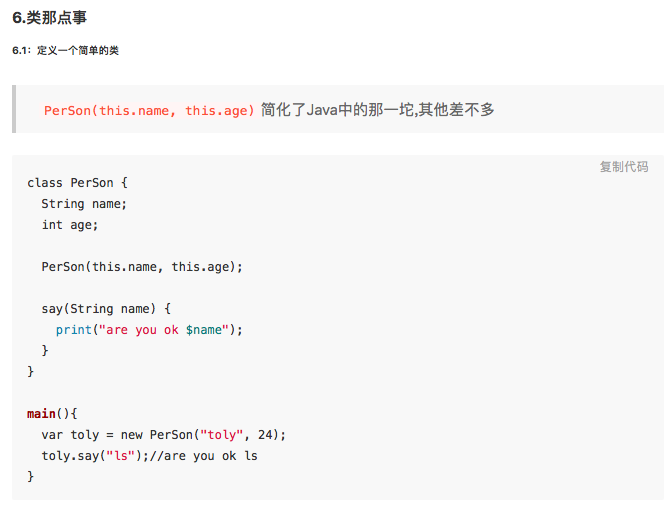 6.类那点事
6.1：定义一个简单的类
PerSon(this.name, this.age) 简化了Java中的那一坨,其他差不多
复制代码
class PerSon {
  String name;
  int age;

  PerSon(this.name, this.age);

  say(String name) {
    print("are you ok $name");
  }
}

main(){
  var toly = new PerSon("toly", 24);
  toly.say("ls");//are you ok ls
}